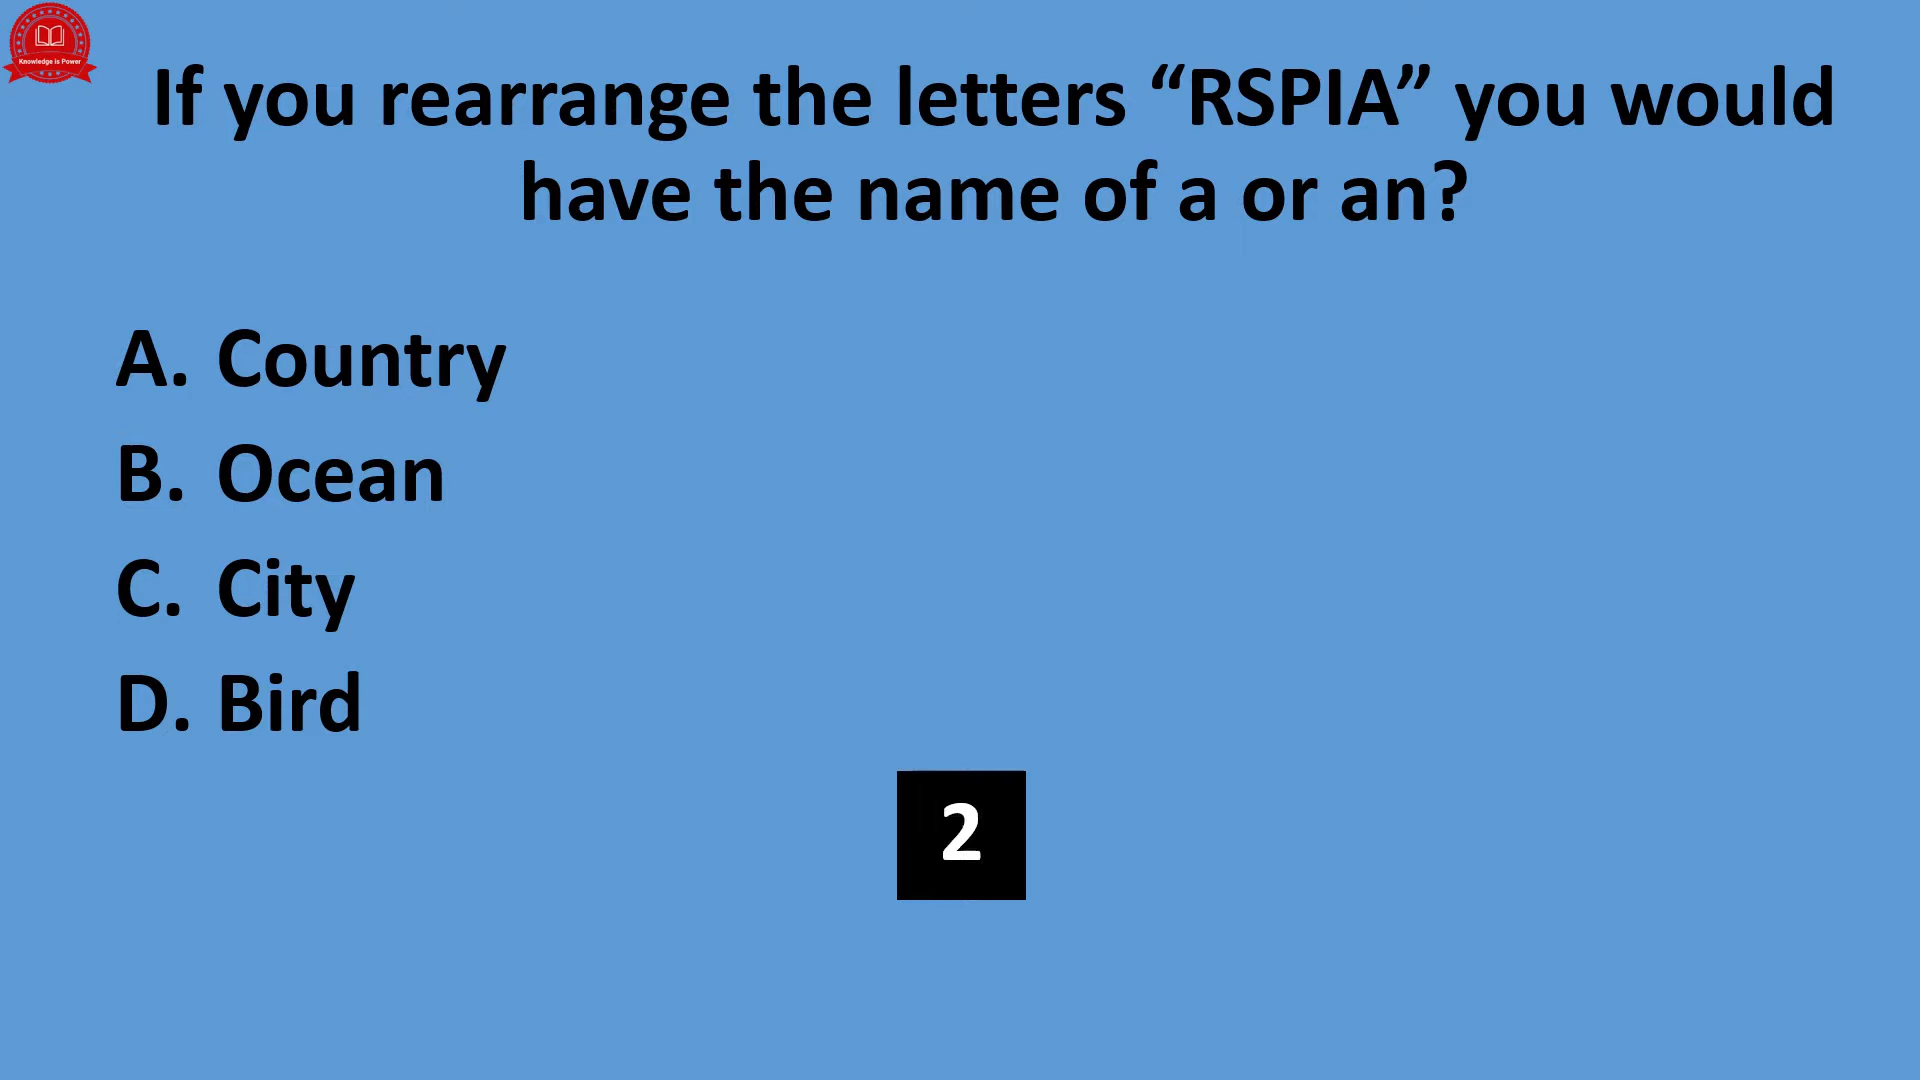 Knowledge is Power
If you rearrange the letters “RSPIA” you would
have the name of a or an?
A. Country
B. Ocean
C. City
D. Bird
2